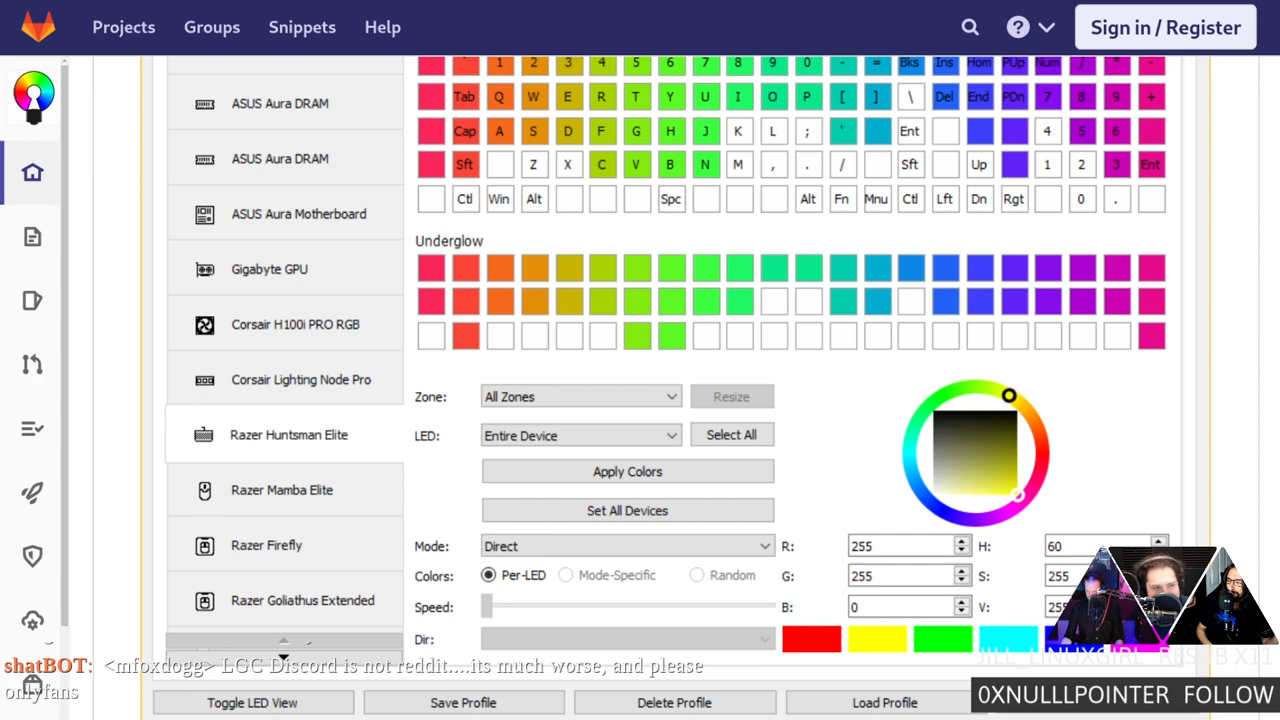 Projects Groups Snippets Help Sign in / Register
` 1 2 3 4 5 6 7 8 9 0 - = Bks Ins Hom PUp Num / * -
ASUS Aura DRAM
Tab Q W E R T Y U I O P [ ] \ Del End PDn 7 8 9 +
Cap A S D F G H J K L ; ' Ent 4 5 6
ASUS Aura DRAM
Sft Z X C V B N M , . / Sft Up 1 2 3 Ent
Ctl Win Alt Spc Alt Fn Mnu Ctl Lft Dn Rgt 0 .
ASUS Aura Motherboard
Underglow
Gigabyte GPU
Corsair H100i PRO RGB
Corsair Lighting Node Pro
Zone: All Zones Resize
Razer Huntsman Elite
LED: Entire Device Select All
Apply Colors
Razer Mamba Elite
Set All Devices
Razer Firefly
Mode: Direct R: 255 H: 60
Colors: Per-LED Mode-Specific Random G: 255 S: 255
Razer Goliathus Extended
Speed: B: 0 V: 255
Dir:
shatBOT: <mfoxdogg> LGC Discord is not reddit....its much worse, and please
onlyfans
JILL_LINUXGIRL RESUB X11
0XNULLLPOINTER FOLLOW
Toggle LED View Save Profile Delete Profile Load Profile